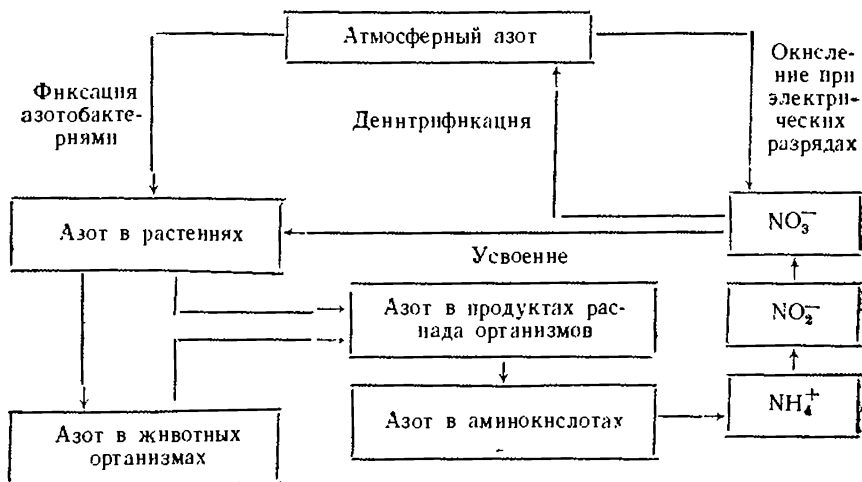 Атмосферный азот
Фиксация
азотобакте-
риями
Денитрификация
Окисле-
ние при
электри-
ческих
разрядах
Азот в растениях
NO₃⁻
Усвоение
Азот в продуктах рас-
пада организмов
NO₂⁻
Азот в аминокислотах
NH₄⁺
Азот в животных
организмах